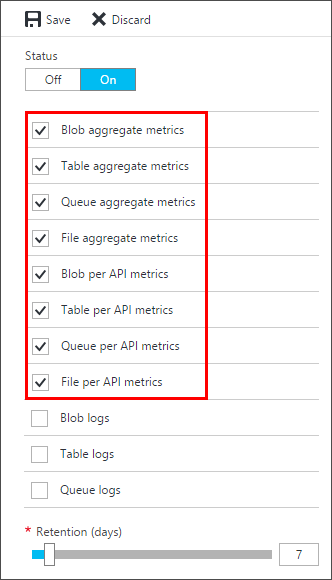 Save Discard
Status
Off On
Blob aggregate metrics
Table aggregate metrics
Queue aggregate metrics
File aggregate metrics
Blob per API metrics
Table per API metrics
Queue per API metrics
File per API metrics
Blob logs
Table logs
Queue logs
* Retention (days)
7